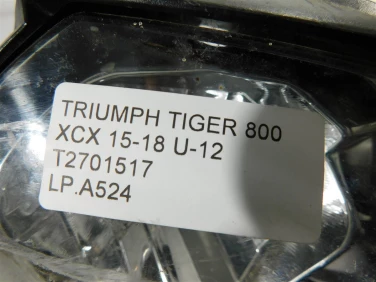 TRIUMPH TIGER 800
XCX 15-18 U-12
T2701517
LP.A524